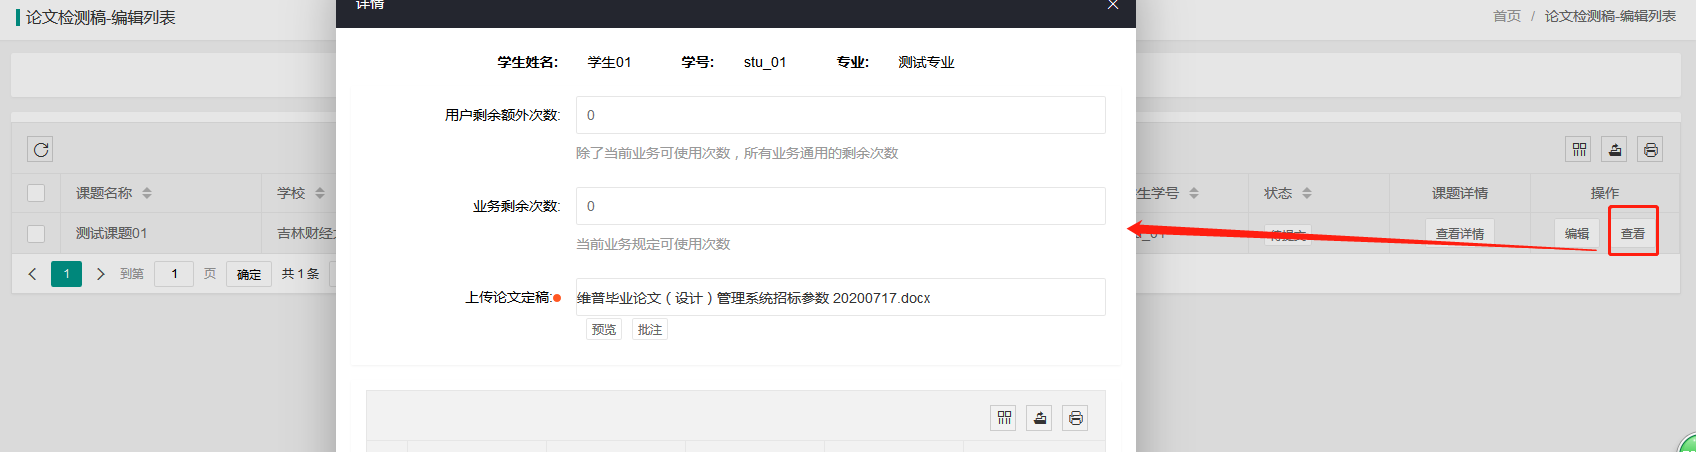 论文检测稿-编辑列表
首页 / 论文检测稿-编辑列表
详情
学生姓名: 学生01 学号: stu_01 专业: 测试专业
用户剩余额外次数: 0
除了当前业务可使用次数，所有业务通用的剩余次数
业务剩余次数: 0
当前业务规定可使用次数
上传论文定稿: 维普毕业论文（设计）管理系统招标参数 20200717.docx
预览 批注
课题名称 学校 生学号 状态 课题详情 操作
测试课题01 吉林财经 _01 待提交 查看详情 编辑 查看
1 到第 1 页 确定 共 1 条